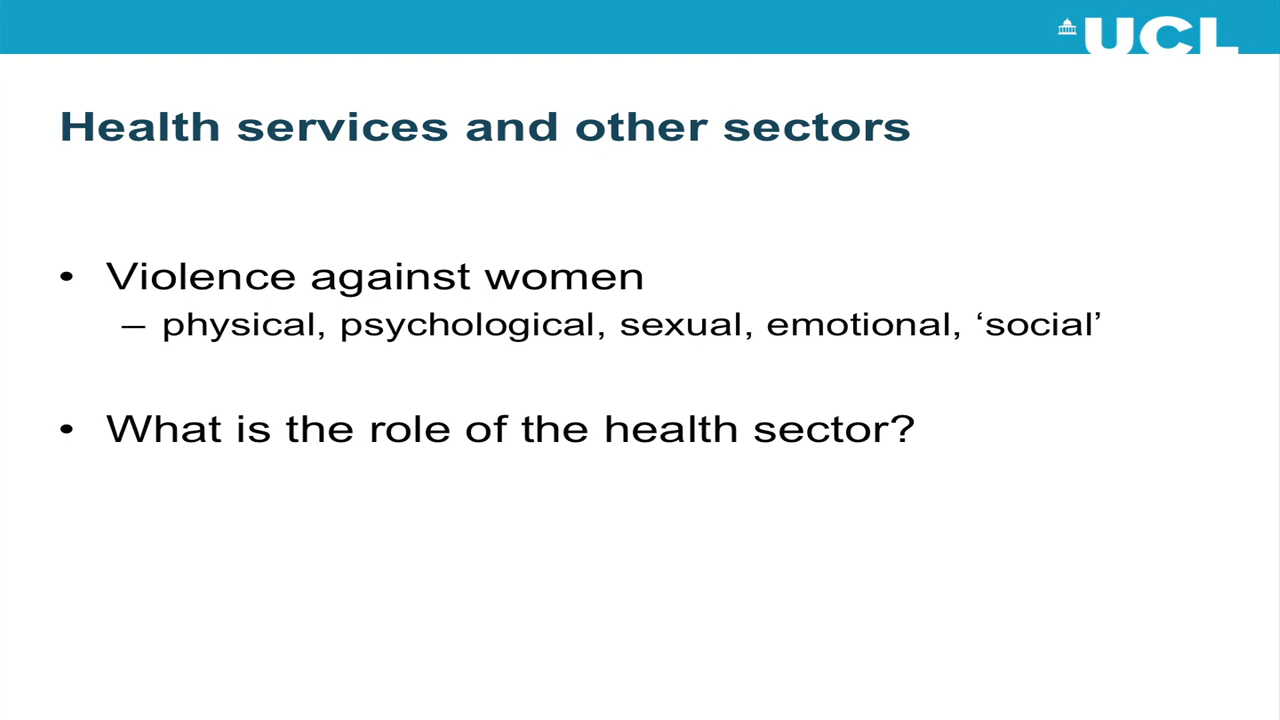 UCL
Health services and other sectors
• Violence against women
– physical, psychological, sexual, emotional, ‘social’
• What is the role of the health sector?